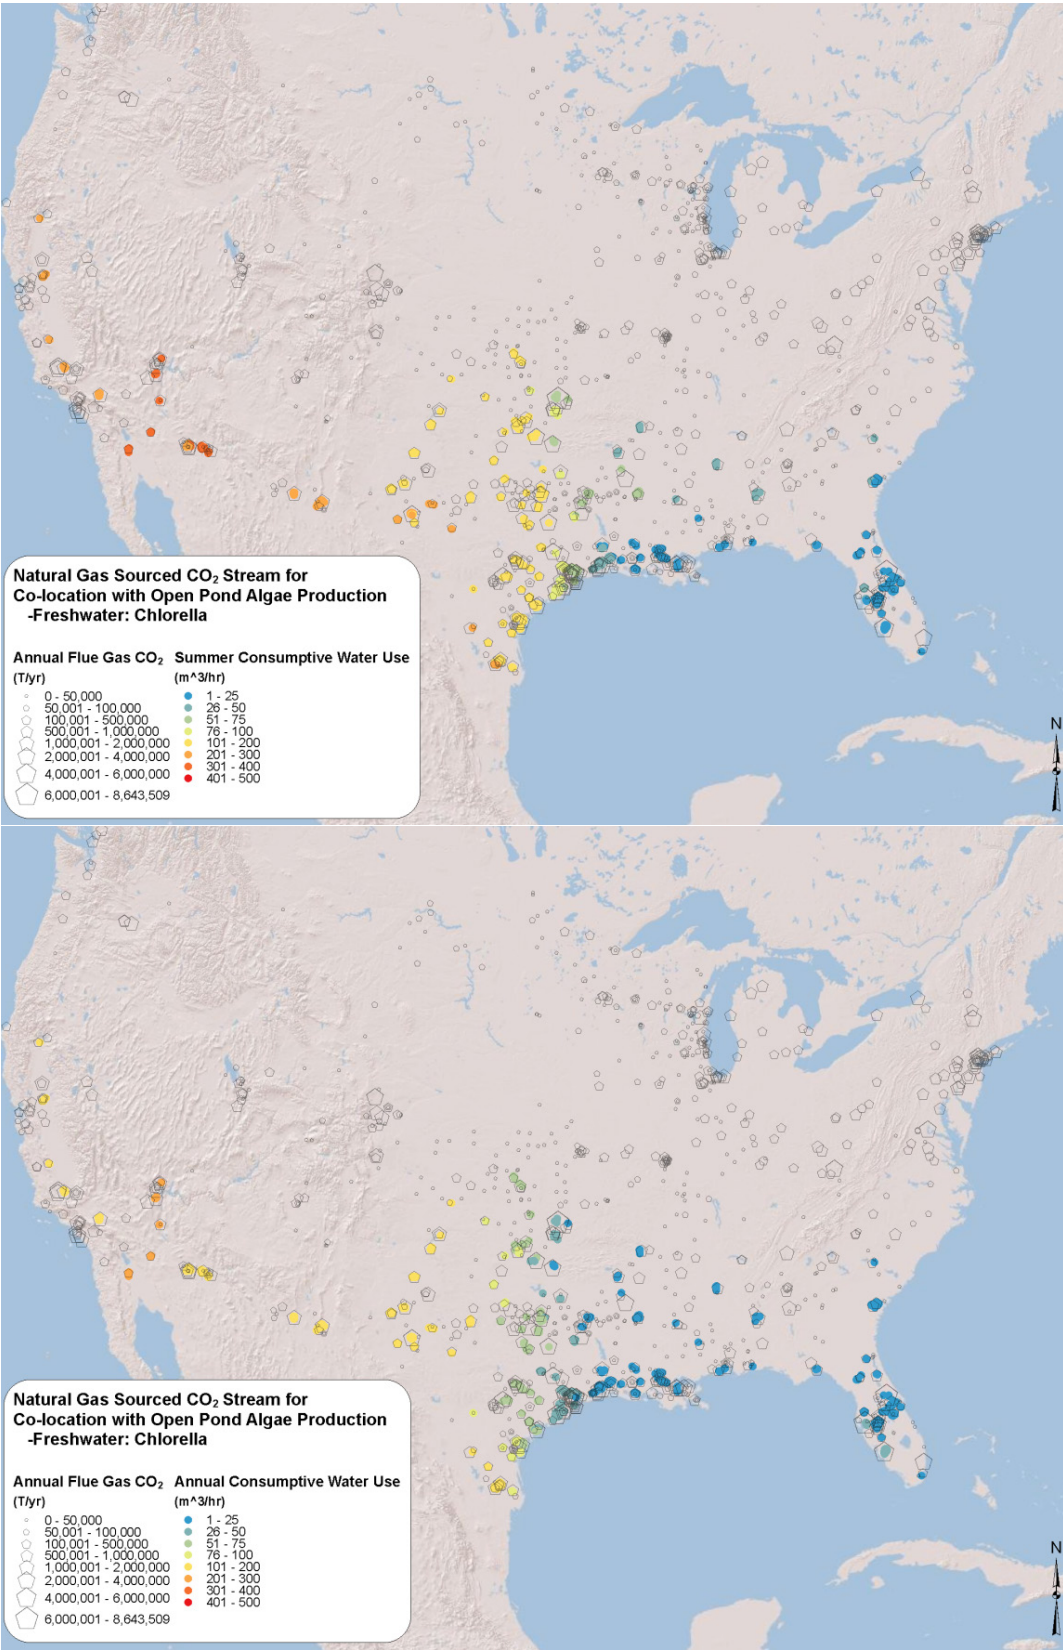 Natural Gas Sourced CO₂ Stream for
Co-location with Open Pond Algae Production
-Freshwater: Chlorella
Annual Flue Gas CO₂ Summer Consumptive Water Use
(T/yr) (m^3/hr)
0 - 50,000 1 - 25
50,001 - 100,000 26 - 50
100,001 - 500,000 51 - 75
500,001 - 1,000,000 76 - 100
1,000,001 - 2,000,000 101 - 200
2,000,001 - 4,000,000 201 - 300
4,000,001 - 6,000,000 301 - 400
6,000,001 - 8,643,509 401 - 500
N
Natural Gas Sourced CO₂ Stream for
Co-location with Open Pond Algae Production
-Freshwater: Chlorella
Annual Flue Gas CO₂ Annual Consumptive Water Use
(T/yr) (m^3/hr)
0 - 50,000 1 - 25
50,001 - 100,000 26 - 50
100,001 - 500,000 51 - 75
500,001 - 1,000,000 76 - 100
1,000,001 - 2,000,000 101 - 200
2,000,001 - 4,000,000 201 - 300
4,000,001 - 6,000,000 301 - 400
6,000,001 - 8,643,509 401 - 500
N